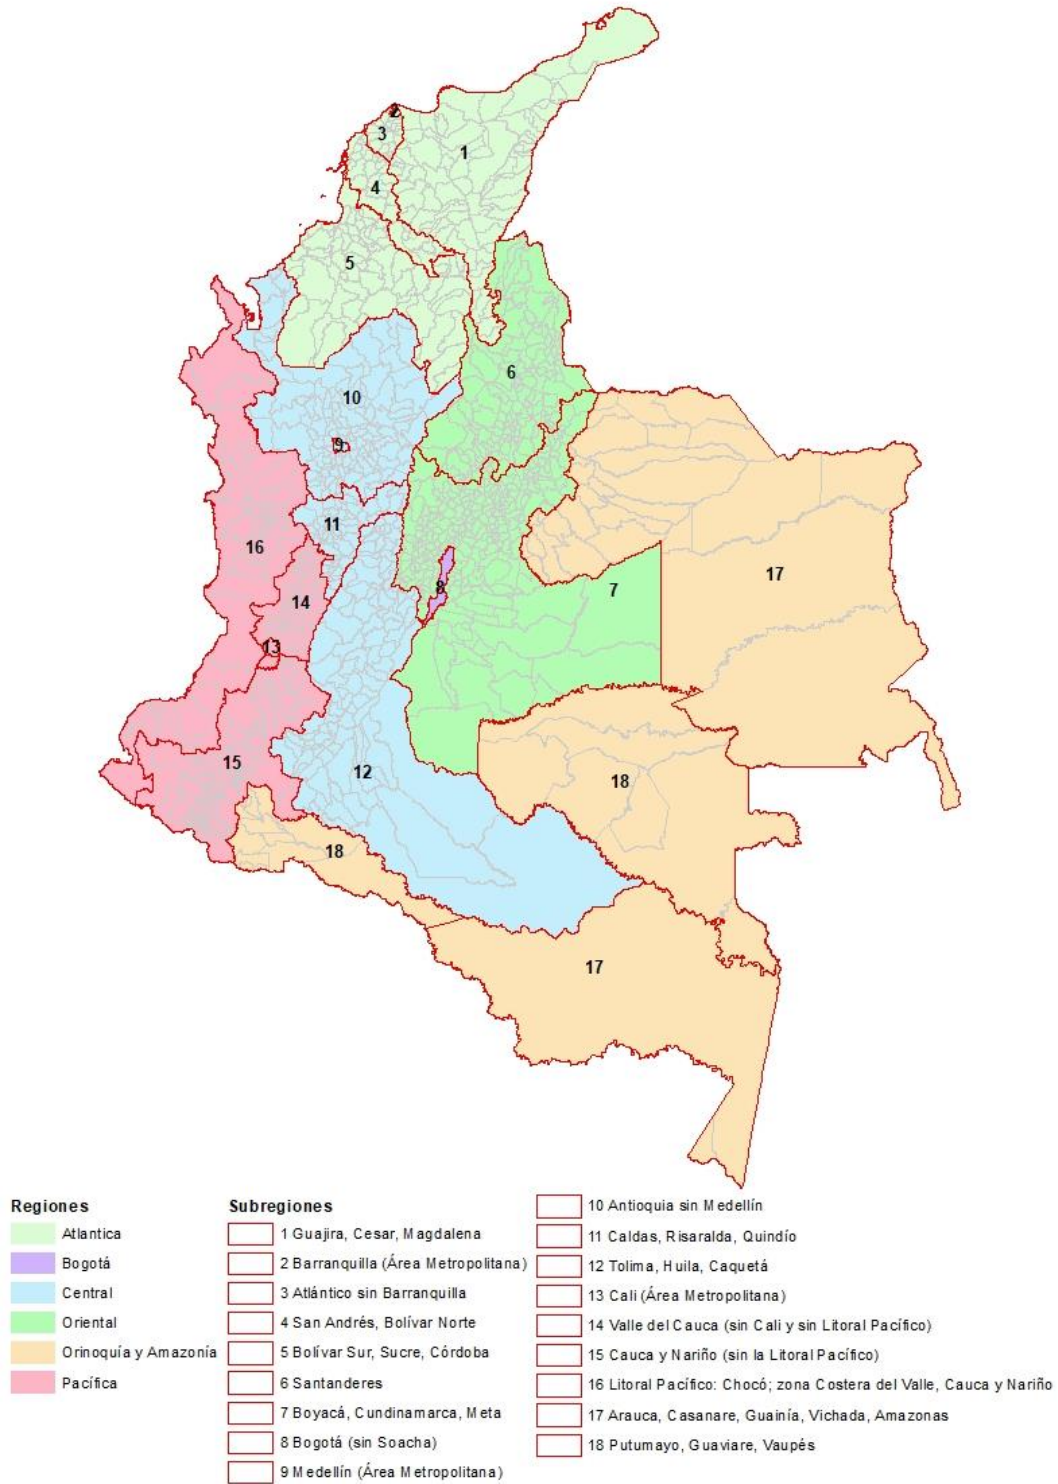 2
3
1
4
5
6
10
9
11
16
7
17
14
8
13
15
12
18
18
17
Regiones
Atlantica
Bogotá
Central
Oriental
Orinoquía y Amazonía
Pacífica
Subregiones
1 Guajira, Cesar, Magdalena
2 Barranquilla (Área Metropolitana)
3 Atlántico sin Barranquilla
4 San Andrés, Bolívar Norte
5 Bolívar Sur, Sucre, Córdoba
6 Santanderes
7 Boyacá, Cundinamarca, Meta
8 Bogotá (sin Soacha)
9 Medellín (Área Metropolitana)
10 Antioquia sin Medellín
11 Caldas, Risaralda, Quindío
12 Tolima, Huila, Caquetá
13 Cali (Área Metropolitana)
14 Valle del Cauca (sin Cali y sin Litoral Pacífico)
15 Cauca y Nariño (sin la Litoral Pacífico)
16 Litoral Pacífico: Chocó; zona Costera del Valle, Cauca y Nariño
17 Arauca, Casanare, Guainía, Vichada, Amazonas
18 Putumayo, Guaviare, Vaupés